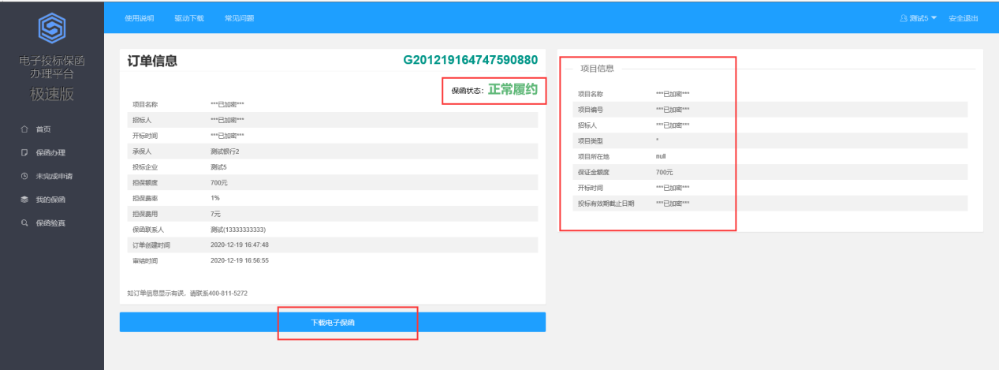 使用说明 驱动下载 常见问题 测试5 安全退出
电子投标保函
办理平台
极速版
首页
保函办理
未完成申请
我的保函
保函验真
订单信息 G201219164747590880
保函状态: 正常履约
项目名称 ***已加密***
招标人 ***已加密***
开标时间 ***已加密***
承保人 测试银行2
投标企业 测试5
担保额度 700元
担保费率 1%
担保费用 7元
保函联系人 测试(13333333333)
订单创建时间 2020-12-19 16:47:48
审结时间 2020-12-19 16:56:55
如订单信息显示有误，请联系400-811-5272
下载电子保函
项目信息
项目名称 ***已加密***
项目编号 ***已加密***
招标人 ***已加密***
项目类型 *
项目所在地 null
保证金额度 700元
开标时间 ***已加密***
投标有效期截止日期 ***已加密***